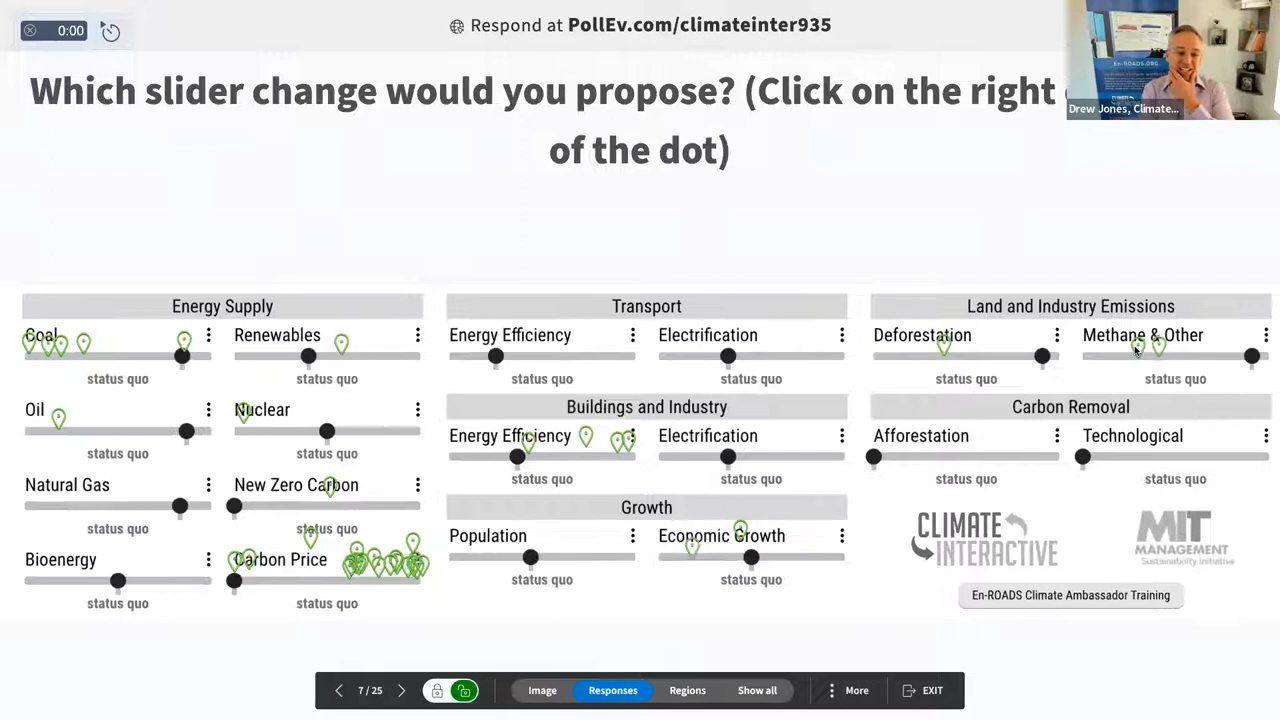 0:00
Respond at PollEv.com/climateinter935
Which slider change would you propose? (Click on the right
of the dot)
En-ROADS.ORG
Drew Jones, Climate...
Energy Supply
Coal
Renewables
status quo
status quo
Oil
Nuclear
status quo
status quo
Natural Gas
New Zero Carbon
status quo
status quo
Bioenergy
Carbon Price
status quo
status quo
Transport
Energy Efficiency
Electrification
status quo
status quo
Buildings and Industry
Energy Efficiency
Electrification
status quo
status quo
Growth
Population
Economic Growth
status quo
status quo
Land and Industry Emissions
Deforestation
Methane & Other
status quo
status quo
Carbon Removal
Afforestation
Technological
status quo
status quo
CLIMATE
INTERACTIVE
MIT
MANAGEMENT
Sustainability Initiative
En-ROADS Climate Ambassador Training
7 / 25
Image
Responses
Regions
Show all
More
EXIT